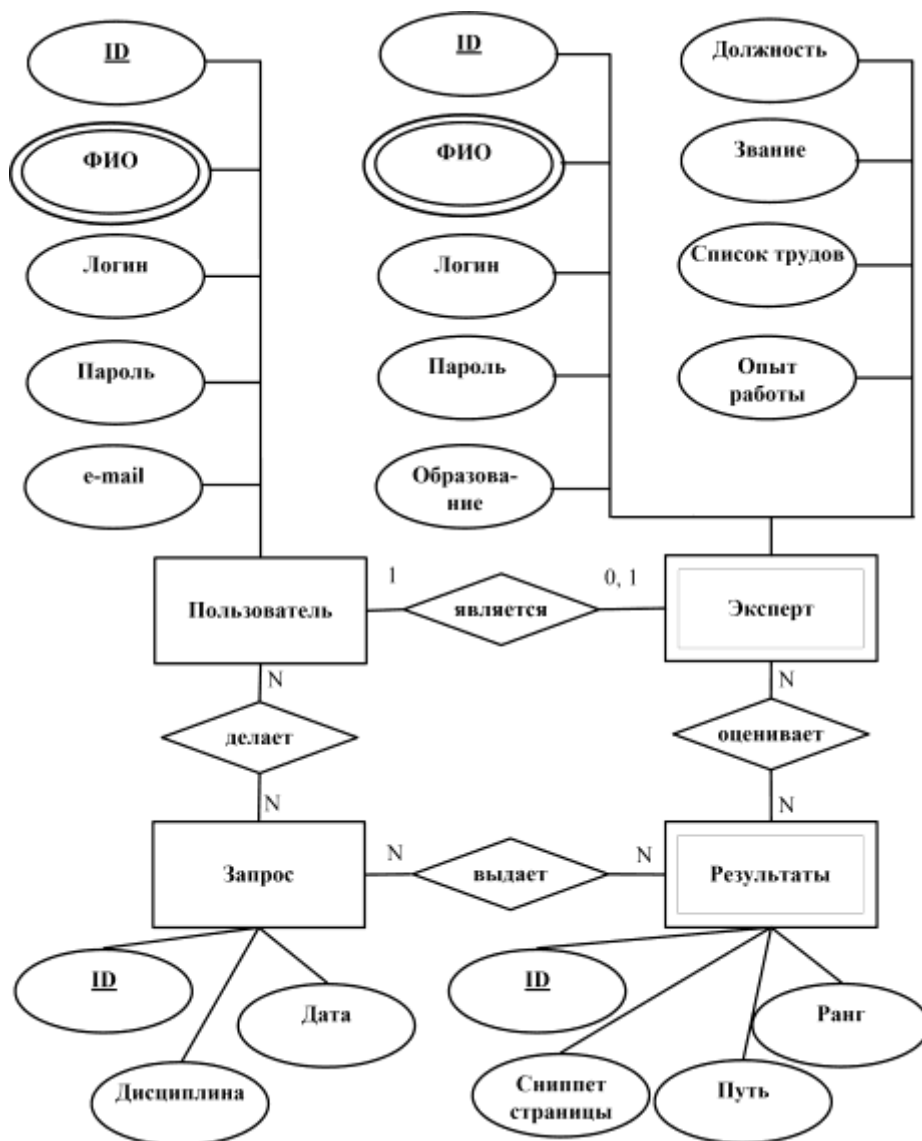 ID
ФИО
Логин
Пароль
e-mail
ID
ФИО
Логин
Пароль
Образова-
ние
Должность
Звание
Список трудов
Опыт
работы
Пользователь
1
является
0, 1
Эксперт
N
делает
N
N
оценивает
N
Запрос
N
выдает
N
Результаты
ID
Дисциплина
Дата
ID
Сниппет
страницы
Путь
Ранг